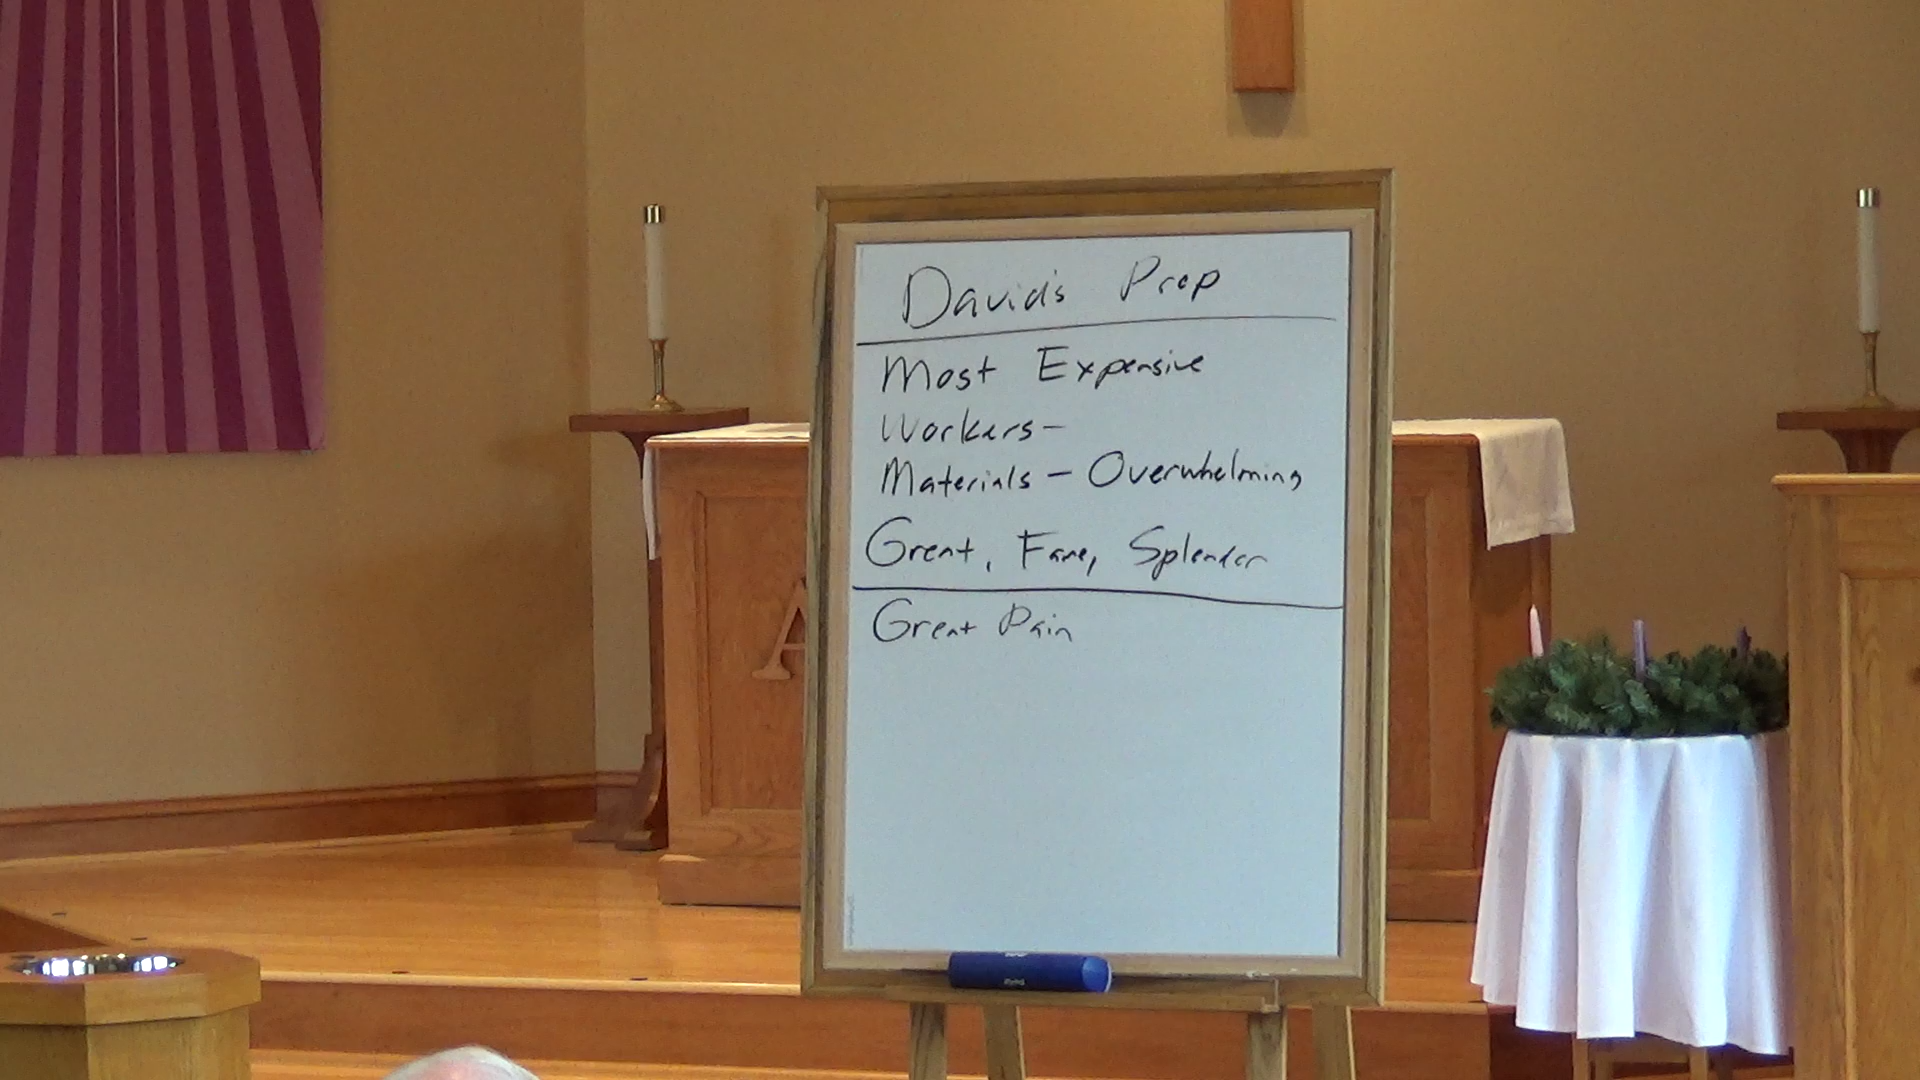 David's Prep
Most Expensive
Workers-
Materials - Overwhelming
Great, Fame, Splendor
Great Pain
A